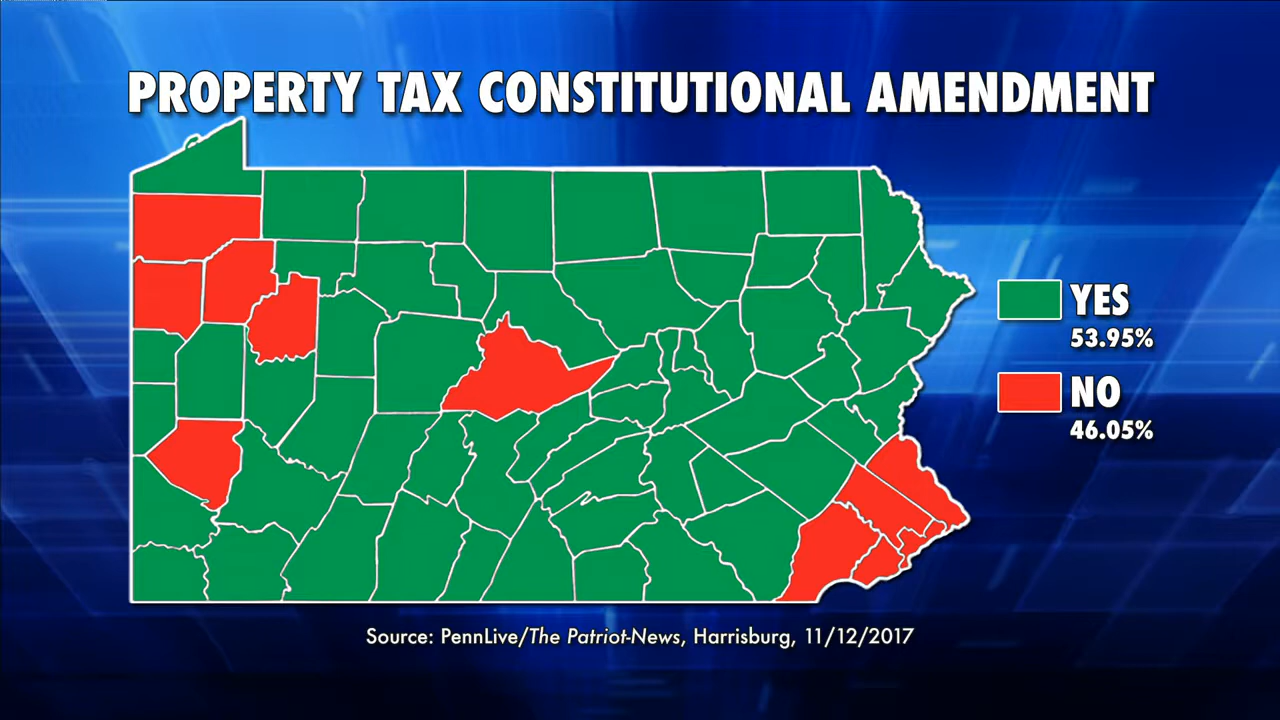 PROPERTY TAX CONSTITUTIONAL AMENDMENT
YES
53.95%
NO
46.05%
Source: PennLive/The Patriot-News, Harrisburg, 11/12/2017